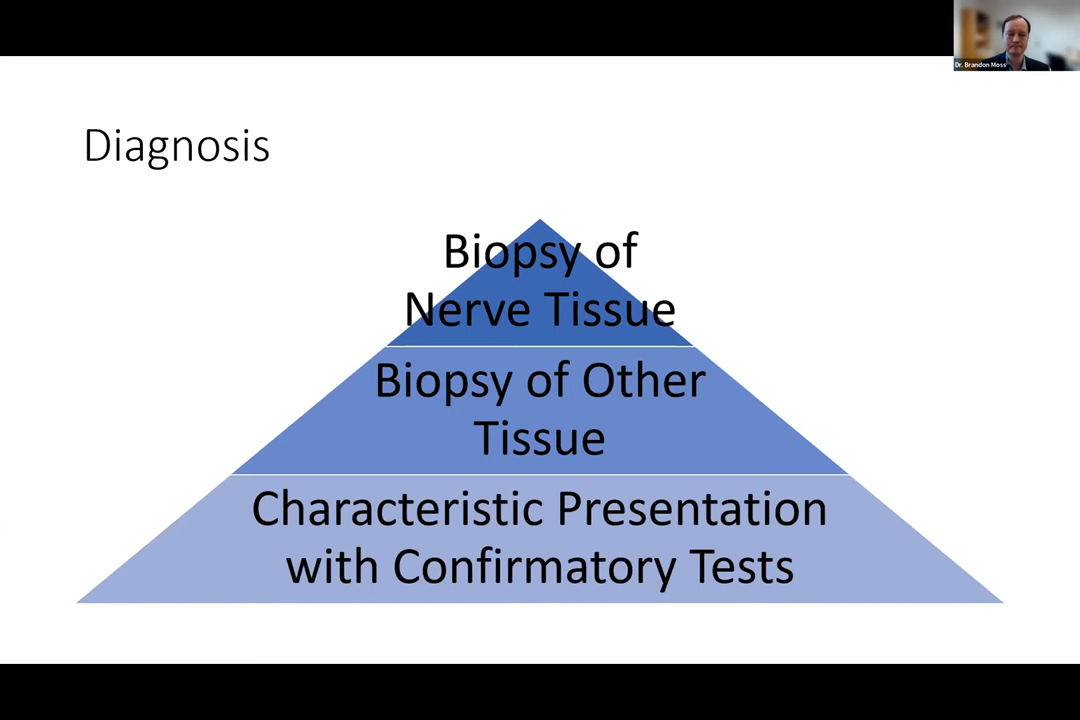 Dr. Brandon Moss
Diagnosis
Biopsy of
Nerve Tissue
Biopsy of Other
Tissue
Characteristic Presentation
with Confirmatory Tests